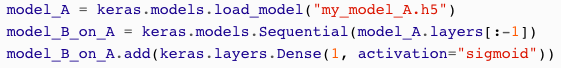 model_A = keras.models.load_model("my_model_A.h5")
model_B_on_A = keras.models.Sequential(model_A.layers[:-1])
model_B_on_A.add(keras.layers.Dense(1, activation="sigmoid"))